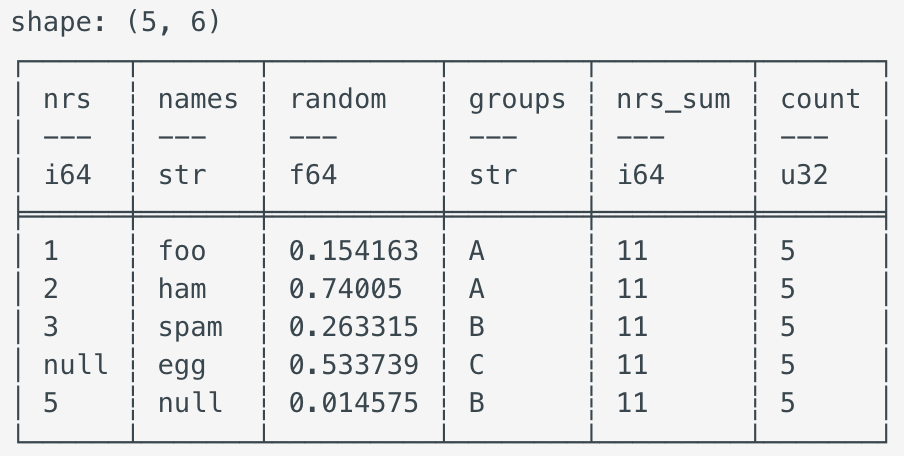 shape: (5, 6)
nrs names random groups nrs_sum count
--- --- --- --- --- ---
i64 str f64 str i64 u32
1 foo 0.154163 A 11 5
2 ham 0.74005 A 11 5
3 spam 0.263315 B 11 5
null egg 0.533739 C 11 5
5 null 0.014575 B 11 5